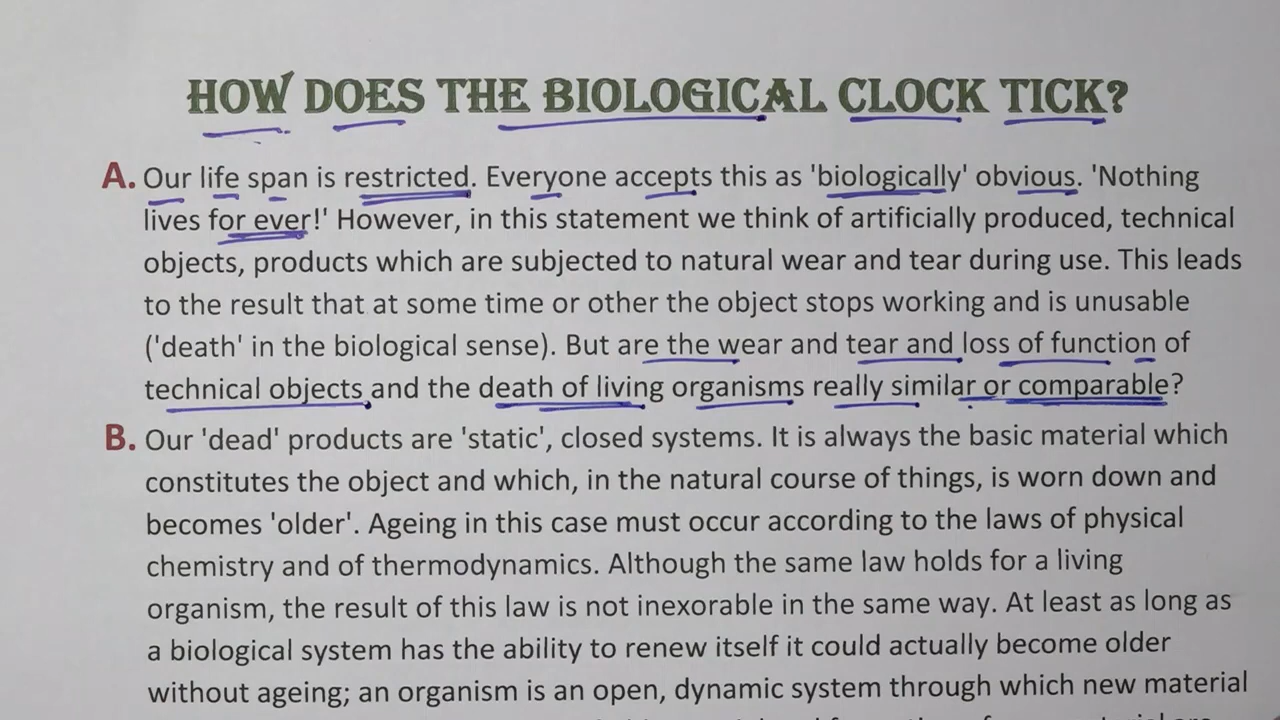 HOW DOES THE BIOLOGICAL CLOCK TICK?
A. Our life span is restricted. Everyone accepts this as 'biologically' obvious. 'Nothing
lives for ever!' However, in this statement we think of artificially produced, technical
objects, products which are subjected to natural wear and tear during use. This leads
to the result that at some time or other the object stops working and is unusable
('death' in the biological sense). But are the wear and tear and loss of function of
technical objects and the death of living organisms really similar or comparable?
B. Our 'dead' products are 'static', closed systems. It is always the basic material which
constitutes the object and which, in the natural course of things, is worn down and
becomes 'older'. Ageing in this case must occur according to the laws of physical
chemistry and of thermodynamics. Although the same law holds for a living
organism, the result of this law is not inexorable in the same way. At least as long as
a biological system has the ability to renew itself it could actually become older
without ageing; an organism is an open, dynamic system through which new material